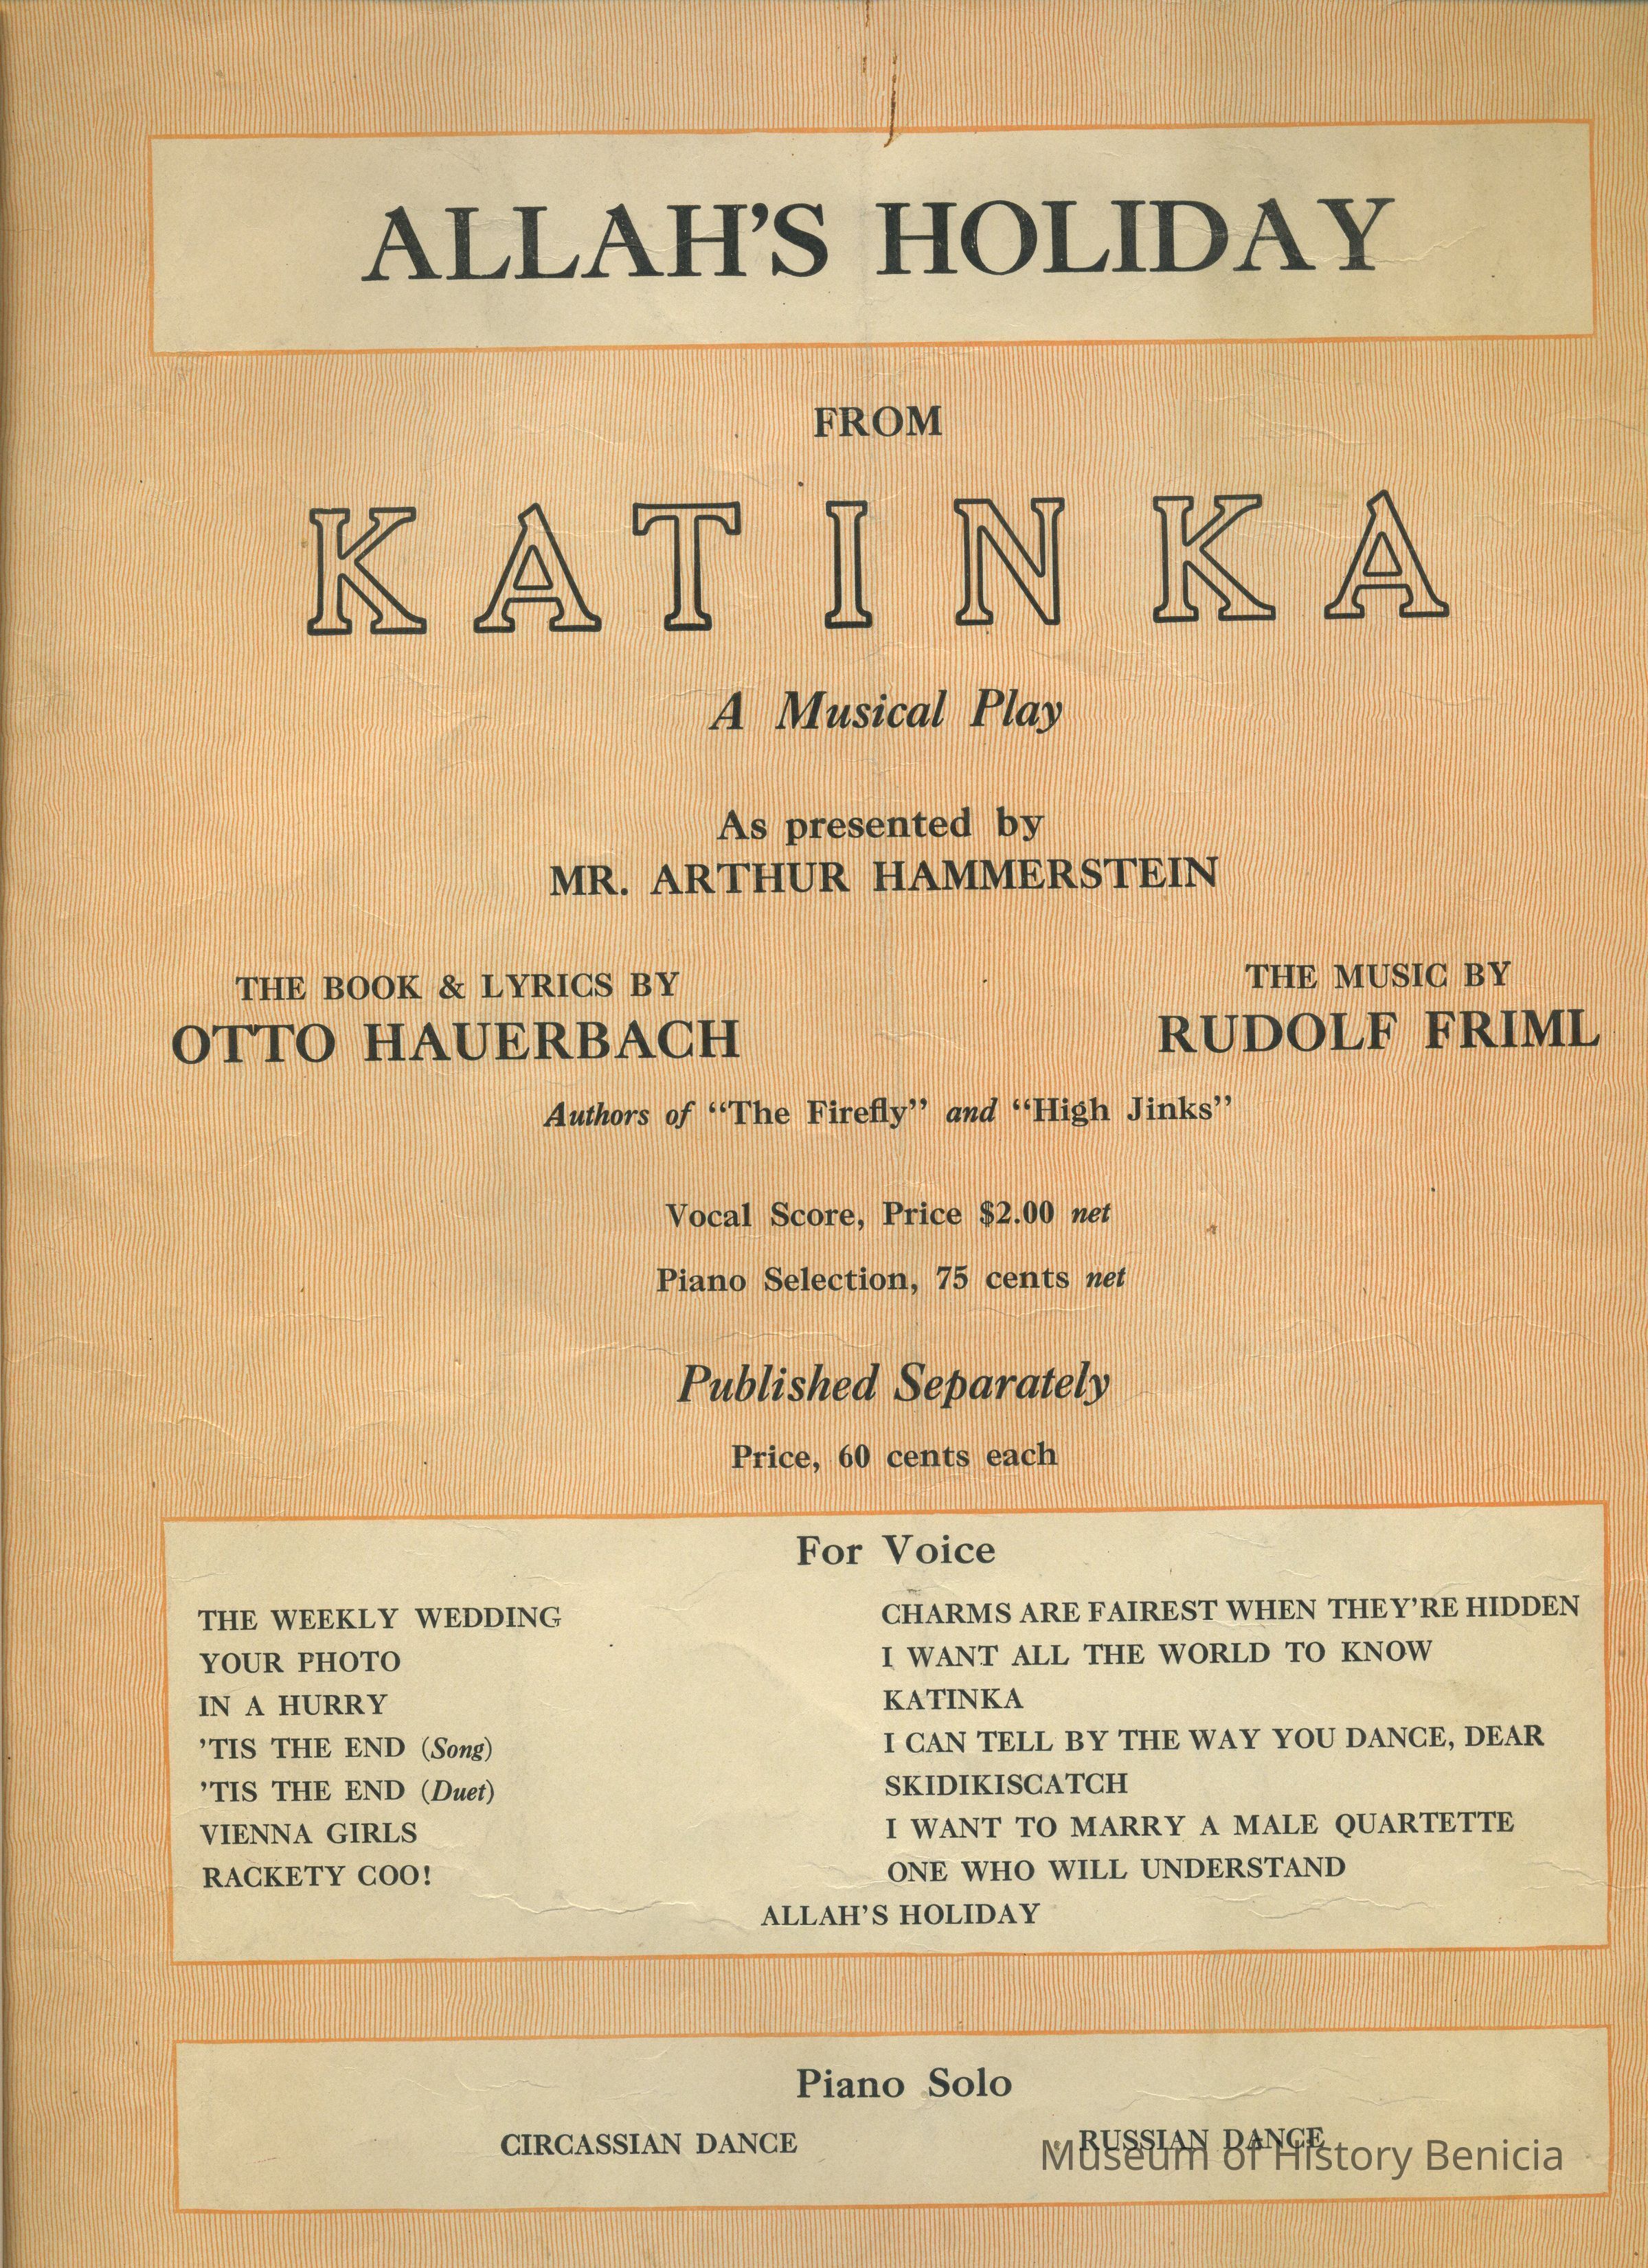 ALLAH'S HOLIDAY
FROM
KATINKA
A Musical Play
As presented by
MR. ARTHUR HAMMERSTEIN
THE BOOK & LYRICS BY
OTTO HAUERBACH
THE MUSIC BY
RUDOLF FRIML
Authors of “The Firefly” and “High Jinks”
Vocal Score, Price $2.00 net
Piano Selection, 75 cents net
Published Separately
Price, 60 cents each
For Voice
THE WEEKLY WEDDING
YOUR PHOTO
IN A HURRY
'TIS THE END (Song)
'TIS THE END (Duet)
VIENNA GIRLS
RACKETY COO!
CHARMS ARE FAIREST WHEN THEY'RE HIDDEN
I WANT ALL THE WORLD TO KNOW
KATINKA
I CAN TELL BY THE WAY YOU DANCE, DEAR
SKIDIKISCATCH
I WANT TO MARRY A MALE QUARTETTE
ONE WHO WILL UNDERSTAND
ALLAH'S HOLIDAY
Piano Solo
CIRCASSIAN DANCE
RUSSIAN DANCE
Museum of History Benicia